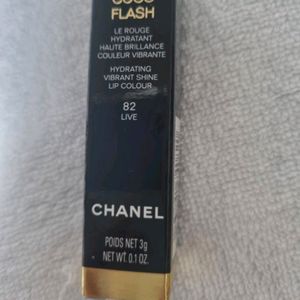 COCO
FLASH
LE ROUGE
HYDRATANT
HAUTE BRILLANCE
COULEUR VIBRANTE
HYDRATING
VIBRANT SHINE
LIP COLOUR
82
LIVE
CHANEL
POIDS NET 3g
NET WT. 0.1 OZ.